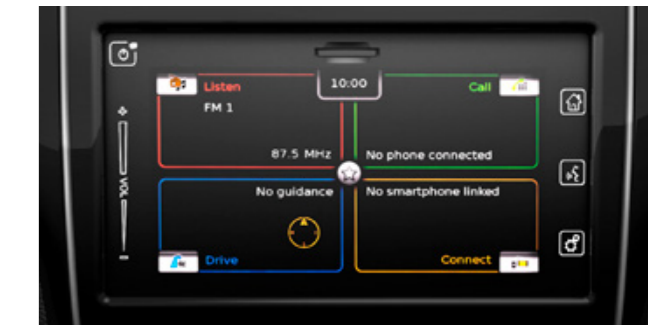 10:00
Listen
FM 1
87.5 MHz
Call
No phone connected
VOL
No guidance
Drive
No smartphone linked
Connect